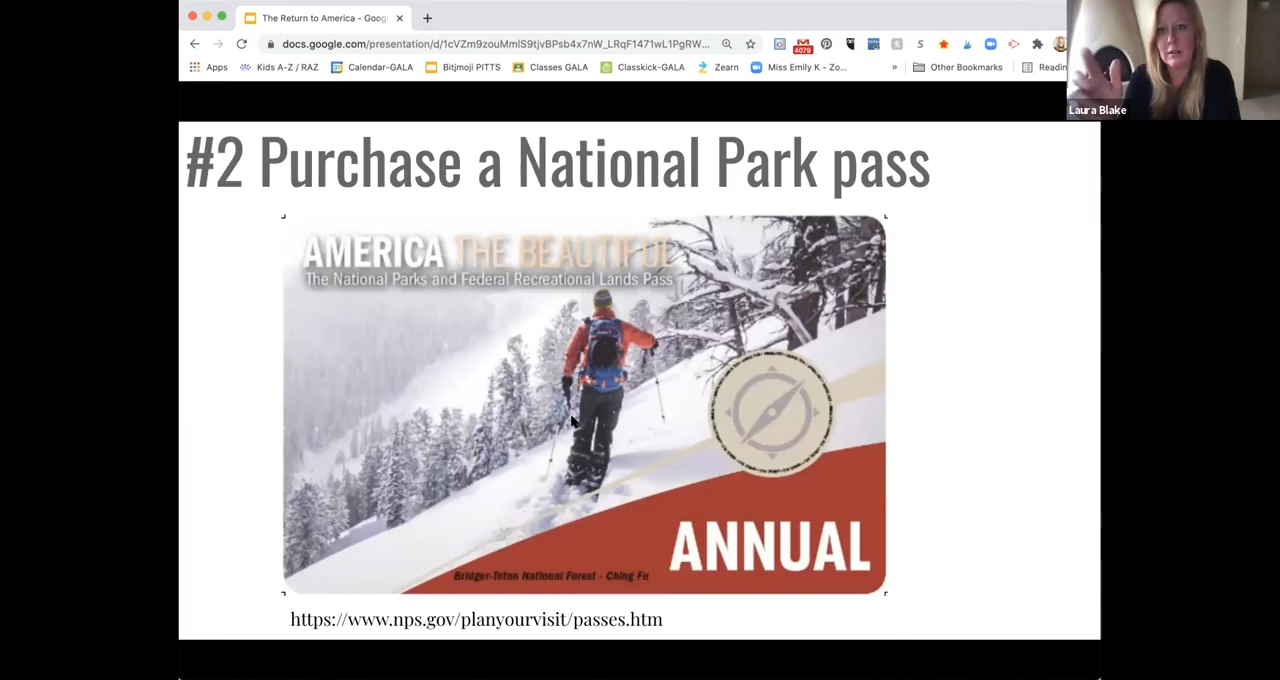 The Return to America - Goog
docs.google.com/presentation/d/1cVZm9zouMmlS9tjvBPsb4x7nW_LRqF1471wL1PgRW...
4079
Apps
Kids A-Z / RAZ
Calendar-GALA
Bitjmoji PITTS
Classes GALA
Classkick-GALA
Zearn
Miss Emily K - Zo...
»
Other Bookmarks
Readin
Laura Blake
#2 Purchase a National Park pass
AMERICA THE BEAUTIFUL
The National Parks and Federal Recreational Lands Pass
ANNUAL
Bridger-Teton National Forest - Ching Fu
https://www.nps.gov/planyourvisit/passes.htm